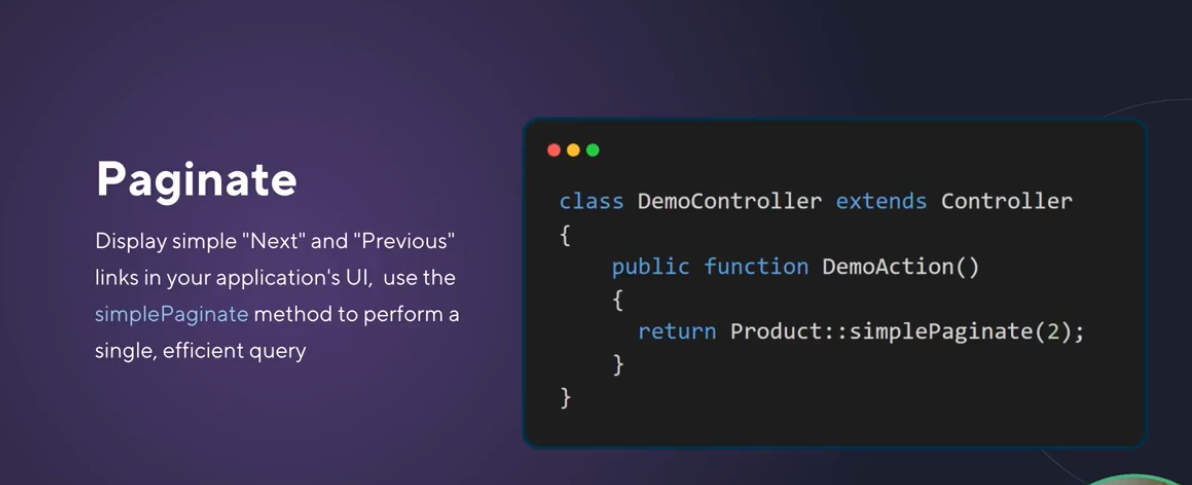 Paginate
Display simple "Next" and "Previous"
links in your application's UI,  use the
simplePaginate method to perform a
single, efficient query
class DemoController extends Controller
{
    public function DemoAction()
    {
      return Product::simplePaginate(2);
    }
}